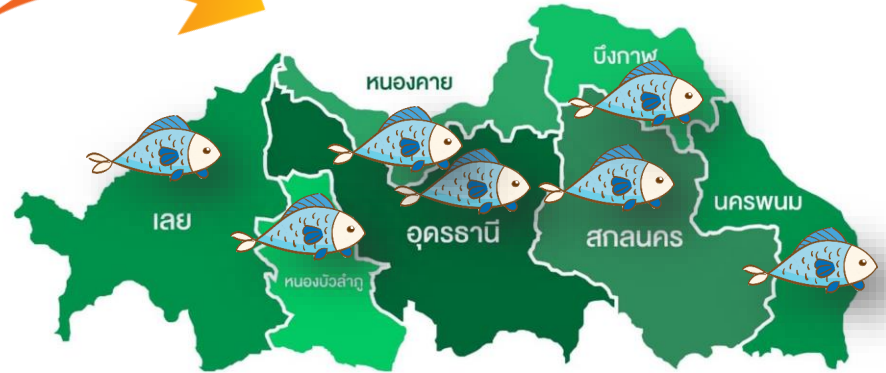 บึงกาฬ
หนองคาย
นครพนม
เลย
อุดรธานี
สกลนคร
หนองบัวลำภู